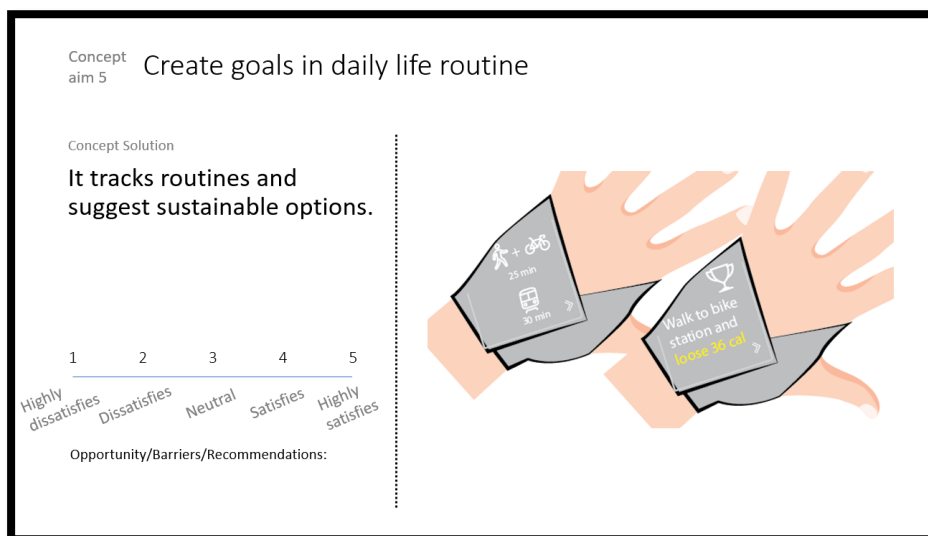 Concept
aim 5
Create goals in daily life routine
Concept Solution
It tracks routines and
suggest sustainable options.
1 2 3 4 5
Highly
dissatisfies
Dissatisfies
Neutral
Satisfies
Highly
satisfies
Opportunity/Barriers/Recommendations:
+
25 min
30 min
Walk to bike
station and
loose 36 cal